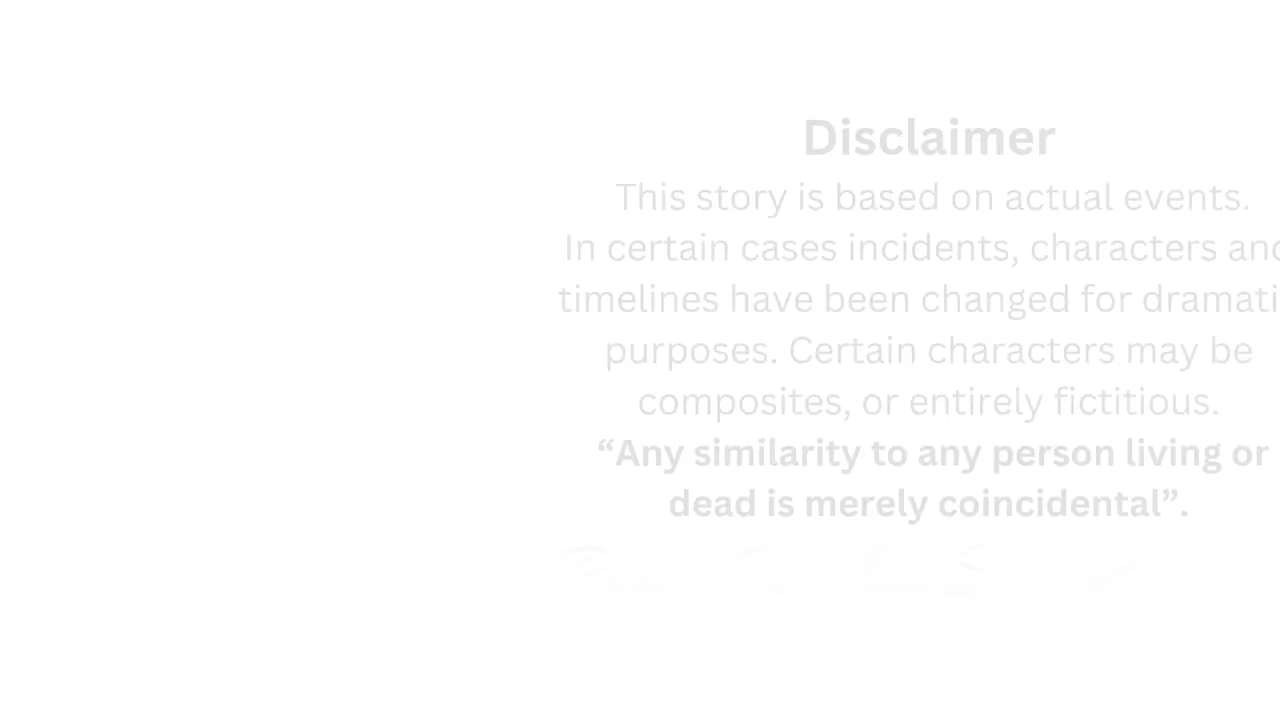 Disclaimer
This story is based on actual events.
In certain cases incidents, characters and
timelines have been changed for dramati
purposes. Certain characters may be
composites, or entirely fictitious.
“Any similarity to any person living or
dead is merely coincidental”.